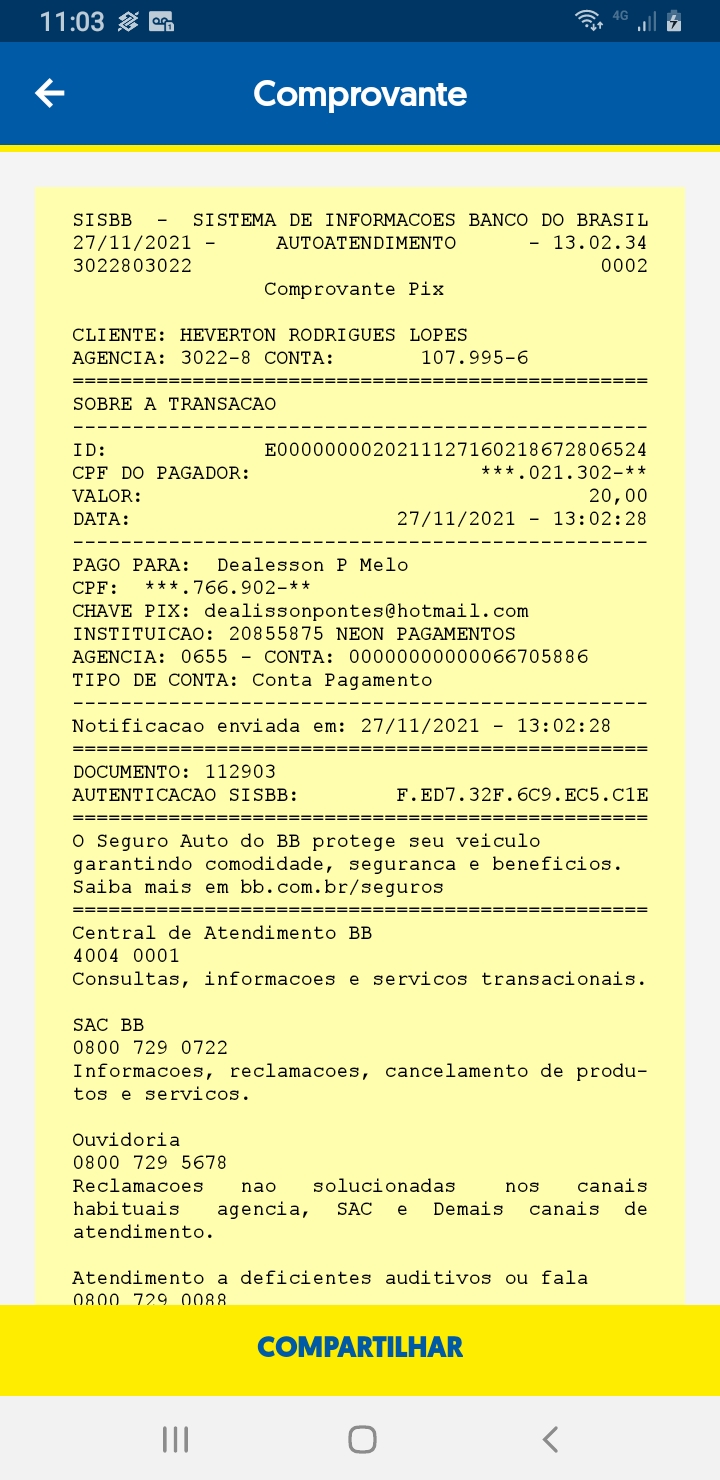 11:03
4G
Comprovante
SISBB - SISTEMA DE INFORMACOES BANCO DO BRASIL
27/11/2021 - AUTOATENDIMENTO - 13.02.34
3022803022 0002
Comprovante Pix
CLIENTE: HEVERTON RODRIGUES LOPES
AGENCIA: 3022-8 CONTA: 107.995-6
================================================
SOBRE A TRANSACAO
------------------------------------------------
ID: E0000000020211127160218672806524
CPF DO PAGADOR: ***.021.302-**
VALOR: 20,00
DATA: 27/11/2021 - 13:02:28
------------------------------------------------
PAGO PARA: Dealesson P Melo
CPF: ***.766.902-**
CHAVE PIX: dealissonpontes@hotmail.com
INSTITUICAO: 20855875 NEON PAGAMENTOS
AGENCIA: 0655 - CONTA: 00000000000066705886
TIPO DE CONTA: Conta Pagamento
------------------------------------------------
Notificacao enviada em: 27/11/2021 - 13:02:28
================================================
DOCUMENTO: 112903
AUTENTICACAO SISBB: F.ED7.32F.6C9.EC5.C1E
================================================
O Seguro Auto do BB protege seu veiculo
garantindo comodidade, seguranca e beneficios.
Saiba mais em bb.com.br/seguros
================================================
Central de Atendimento BB
4004 0001
Consultas, informacoes e servicos transacionais.
SAC BB
0800 729 0722
Informacoes, reclamacoes, cancelamento de produ-
tos e servicos.
Ouvidoria
0800 729 5678
Reclamacoes nao solucionadas nos canais
habituais agencia, SAC e Demais canais de
atendimento.
Atendimento a deficientes auditivos ou fala
0800 729 0088
COMPARTILHAR